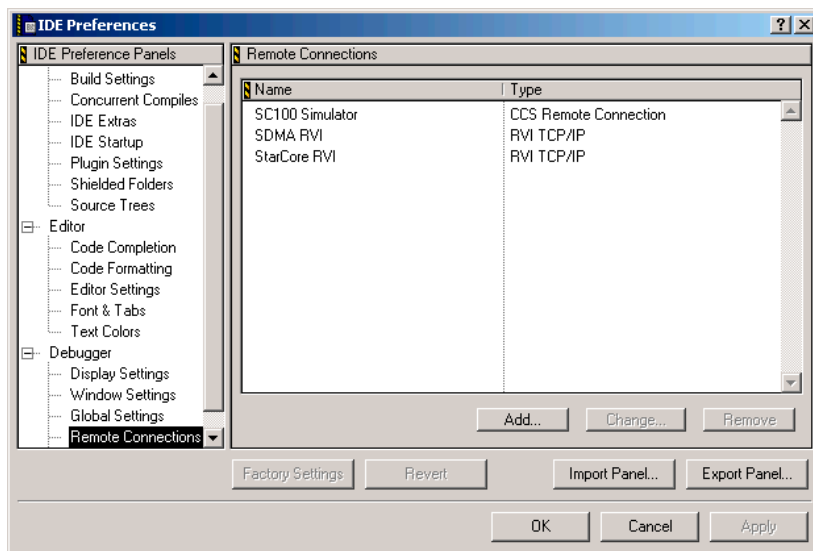 IDE Preferences
IDE Preference Panels
Build Settings
Concurrent Compiles
IDE Extras
IDE Startup
Plugin Settings
Shielded Folders
Source Trees
Editor
Code Completion
Code Formatting
Editor Settings
Font & Tabs
Text Colors
Debugger
Display Settings
Window Settings
Global Settings
Remote Connections
Remote Connections
Name Type
SC100 Simulator CCS Remote Connection
SDMA RVI RVI TCP/IP
StarCore RVI RVI TCP/IP
Add... Change... Remove
Factory Settings Revert Import Panel... Export Panel...
OK Cancel Apply